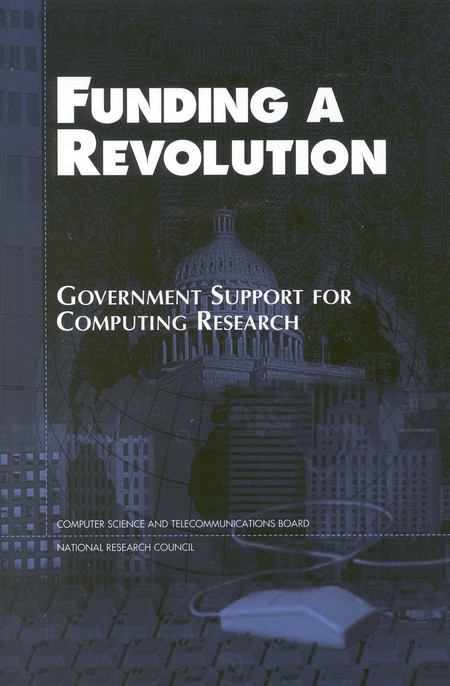 FUNDING A
REVOLUTION
GOVERNMENT SUPPORT FOR
COMPUTING RESEARCH
COMPUTER SCIENCE AND TELECOMMUNICATIONS BOARD
NATIONAL RESEARCH COUNCIL